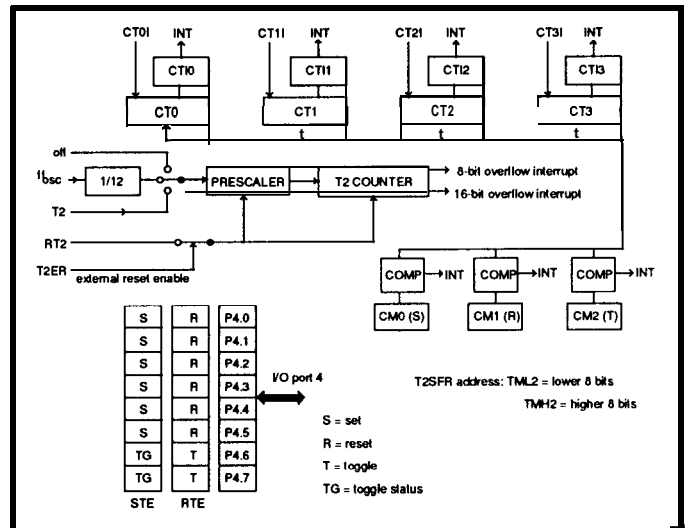 CT0I INT CT1I INT CT2I INT CT3I INT
CTI0 CTI1 CTI2 CTI3
CT0 CT1 CT2 CT3
t t t
off
fosc 1/12 PRESCALER T2 COUNTER 8-bit overflow interrupt
16-bit overflow interrupt
T2
RT2
T2ER external reset enable
COMP INT COMP INT COMP INT
CM0 (S) CM1 (R) CM2 (T)
S R P4.0
S R P4.1
S R P4.2
S R P4.3
S R P4.4
S R P4.5
TG T P4.6
TG T P4.7
STE RTE
I/O port 4
T2SFR address: TML2 = lower 8 bits
TMH2 = higher 8 bits
S = set
R = reset
T = toggle
TG = toggle status